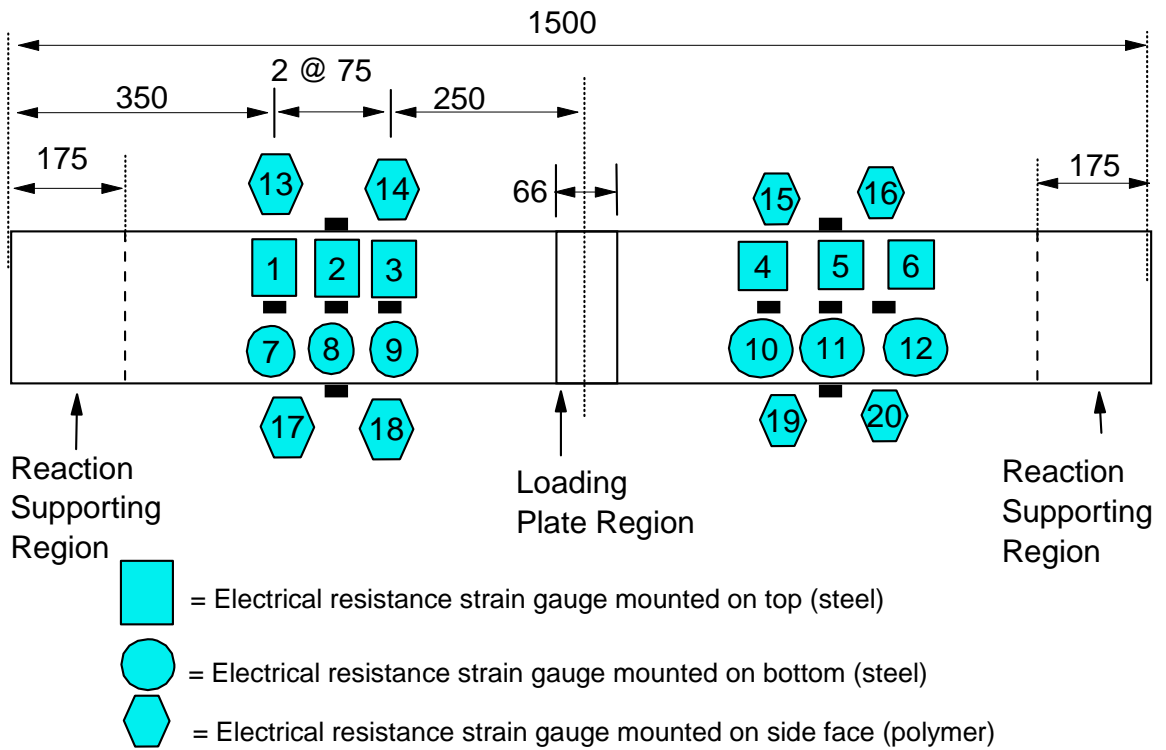 1500
2 @ 75
350
250
175
66
175
13
14
15
16
1
2
3
4
5
6
7
8
9
10
11
12
17
18
19
20
Reaction
Supporting
Region
Loading
Plate Region
Reaction
Supporting
Region
= Electrical resistance strain gauge mounted on top (steel)
= Electrical resistance strain gauge mounted on bottom (steel)
= Electrical resistance strain gauge mounted on side face (polymer)